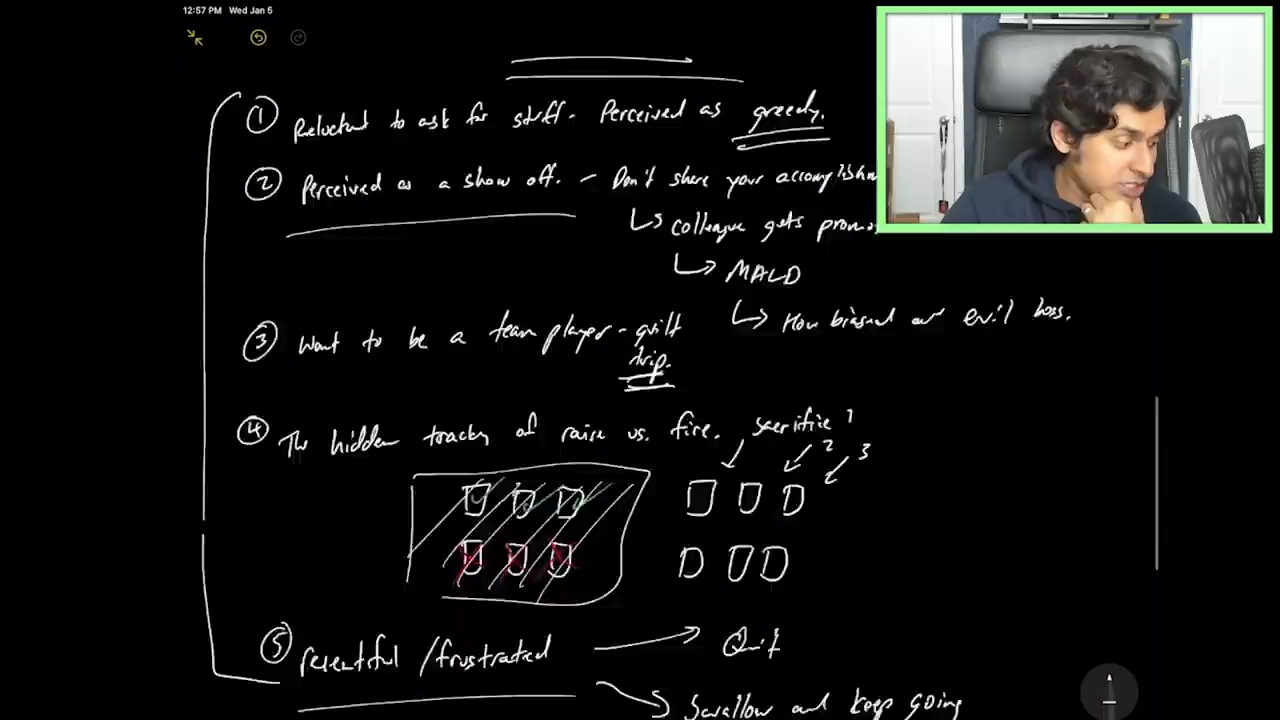 12:57 PM Wed Jan 5
① Reluctant to ask for stuff. Perceived as greedy.
② Perceived as a show off. – Don't share your accomplishm
↳ colleague gets promo
↳ MALD
↳ How biased or evil boss.
③ Want to be a team player – guilt
trip.
④ The hidden tracks of raise vs. fire. sacrifice 1
2
3
⑤ resentful / frustrated → Quit
→ Swallow and keep going